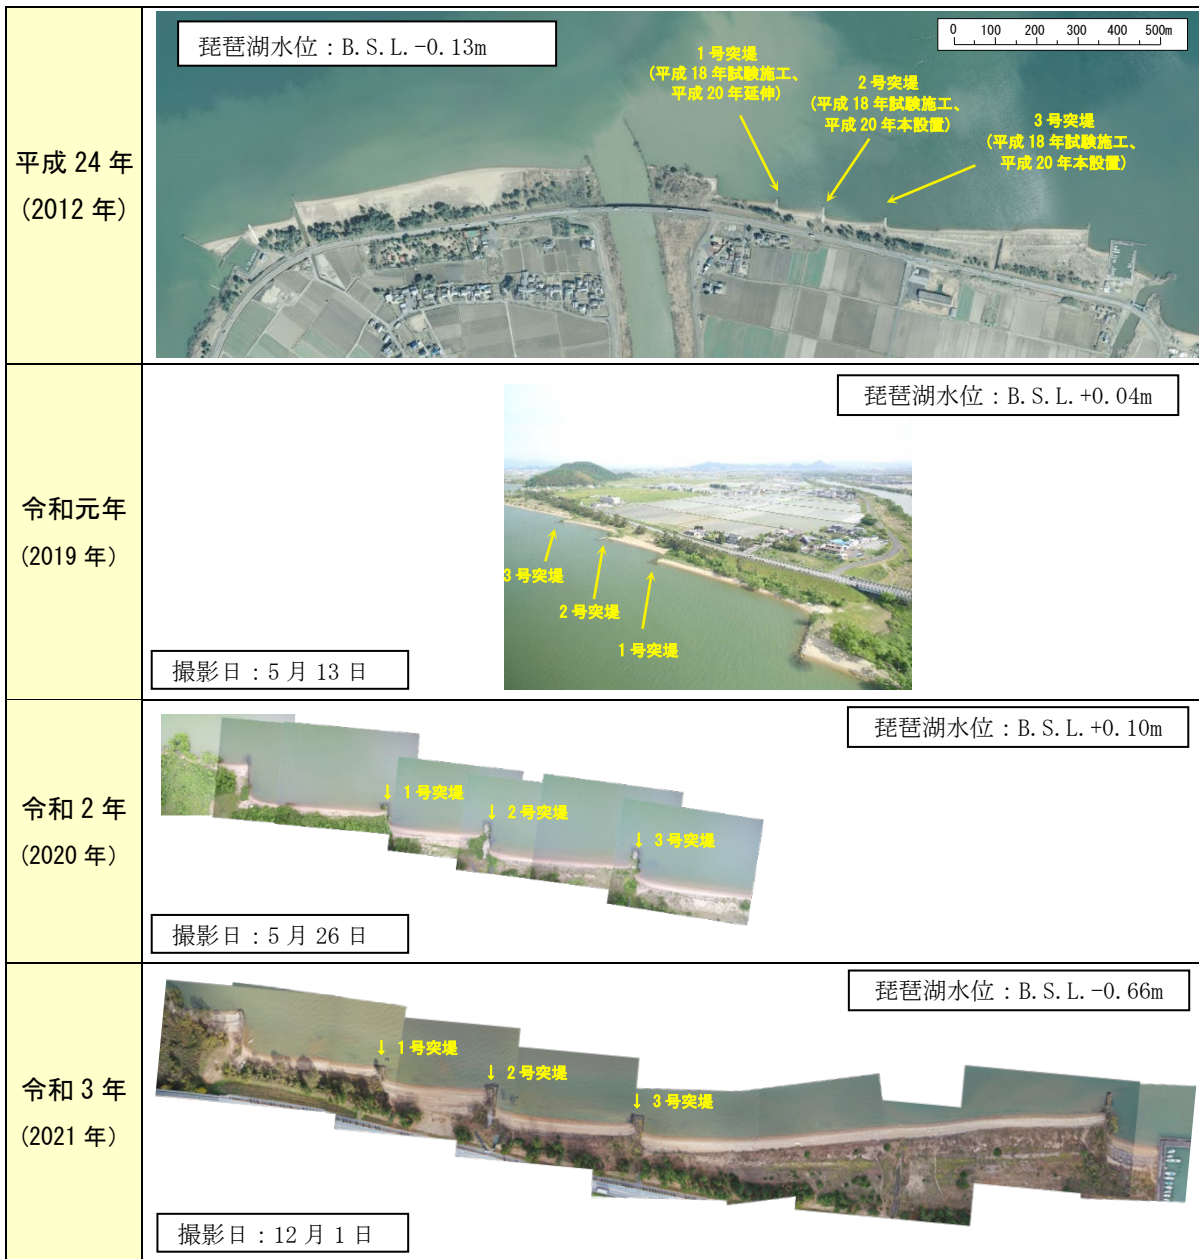 平成 24 年
(2012 年)
琵琶湖水位：B.S.L.-0.13m
0 100 200 300 400 500m
1 号突堤
(平成 18 年試験施工、
平成 20 年延伸)
2 号突堤
(平成 18 年試験施工、
平成 20 年本設置)
3 号突堤
(平成 18 年試験施工、
平成 20 年本設置)
令和元年
(2019 年)
琵琶湖水位：B.S.L.+0.04m
3 号突堤
2 号突堤
1 号突堤
撮影日：5 月 13 日
令和 2 年
(2020 年)
琵琶湖水位：B.S.L.+0.10m
↓ 1 号突堤
↓ 2 号突堤
↓ 3 号突堤
撮影日：5 月 26 日
令和 3 年
(2021 年)
琵琶湖水位：B.S.L.-0.66m
↓ 1 号突堤
↓ 2 号突堤
↓ 3 号突堤
撮影日：12 月 1 日